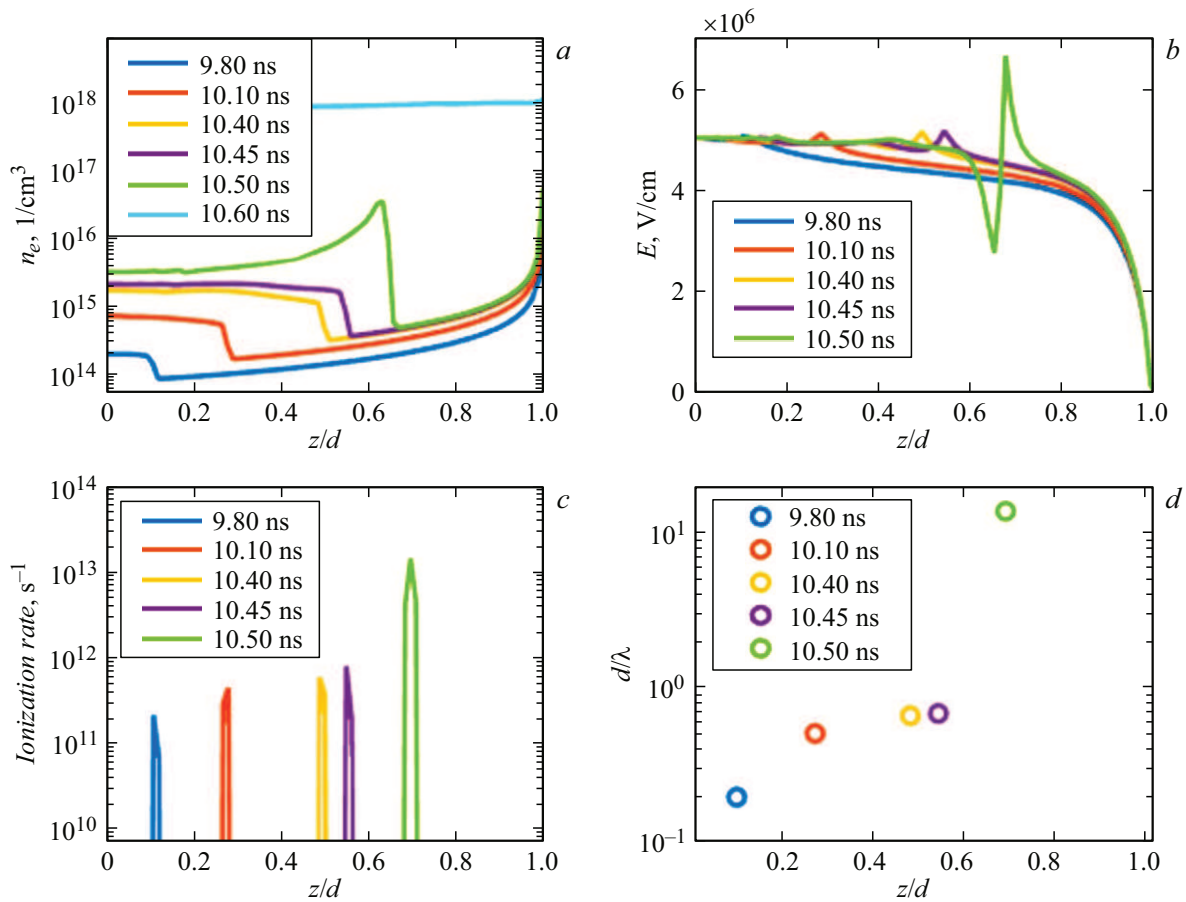 a
9.80 ns
10.10 ns
10.40 ns
10.45 ns
10.50 ns
10.60 ns
10^18
10^17
10^16
10^15
10^14
n_e, 1/cm3
0 0.2 0.4 0.6 0.8 1.0
z/d
×10^6
b
6
4
6
0
E, V/cm
9.80 ns
10.10 ns
10.40 ns
10.45 ns
10.50 ns
0 0.2 0.4 0.6 0.8 1.0
z/d
c
10^14
10^13
10^12
10^11
10^10
Ionization rate, s^−1
9.80 ns
10.10 ns
10.40 ns
10.45 ns
10.50 ns
0 0.2 0.4 0.6 0.8 1.0
z/d
d
10^1
10^0
10^−1
d/λ
9.80 ns
10.10 ns
10.40 ns
10.45 ns
10.50 ns
0 0.2 0.4 0.6 0.8 1.0
z/d